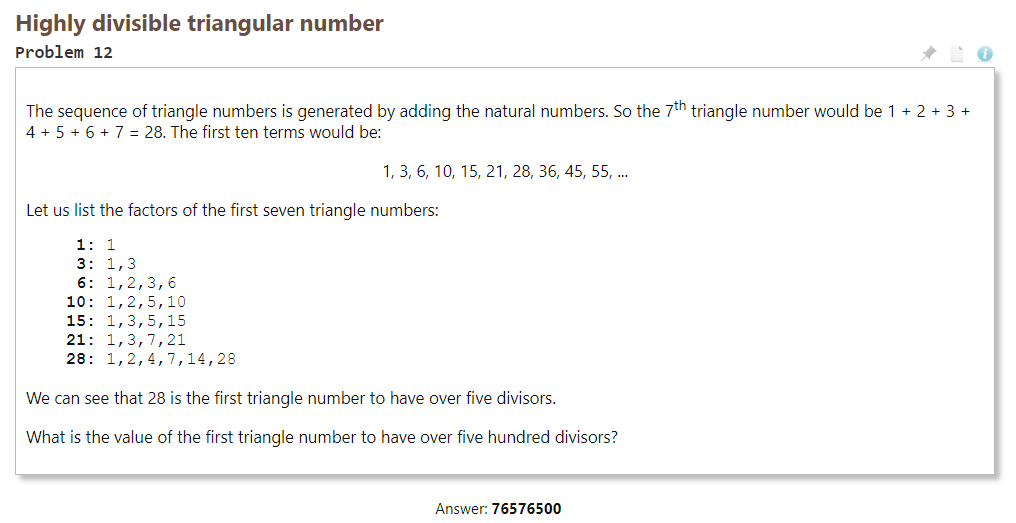 Highly divisible triangular number
Problem 12
The sequence of triangle numbers is generated by adding the natural numbers. So the 7th triangle number would be 1 + 2 + 3 +
4 + 5 + 6 + 7 = 28. The first ten terms would be:
1, 3, 6, 10, 15, 21, 28, 36, 45, 55, ...
Let us list the factors of the first seven triangle numbers:
1: 1
3: 1,3
6: 1,2,3,6
10: 1,2,5,10
15: 1,3,5,15
21: 1,3,7,21
28: 1,2,4,7,14,28
We can see that 28 is the first triangle number to have over five divisors.
What is the value of the first triangle number to have over five hundred divisors?
Answer: 76576500